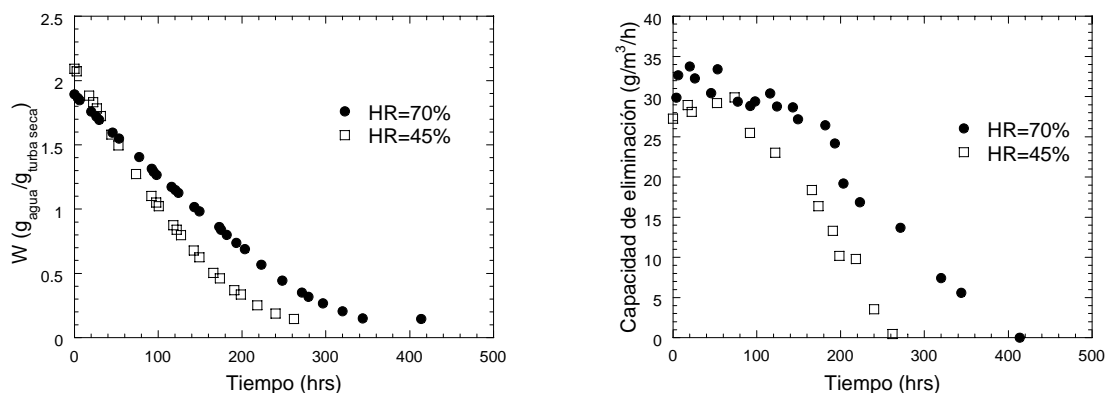 2.5
2
1.5
1
0.5
0
W (g agua/g turba seca)
HR=70%
HR=45%
0 100 200 300 400 500
Tiempo (hrs)
40
35
30
25
20
15
10
5
0
Capacidad de eliminación (g/m³/h)
HR=70%
HR=45%
0 100 200 300 400 500
Tiempo (hrs)